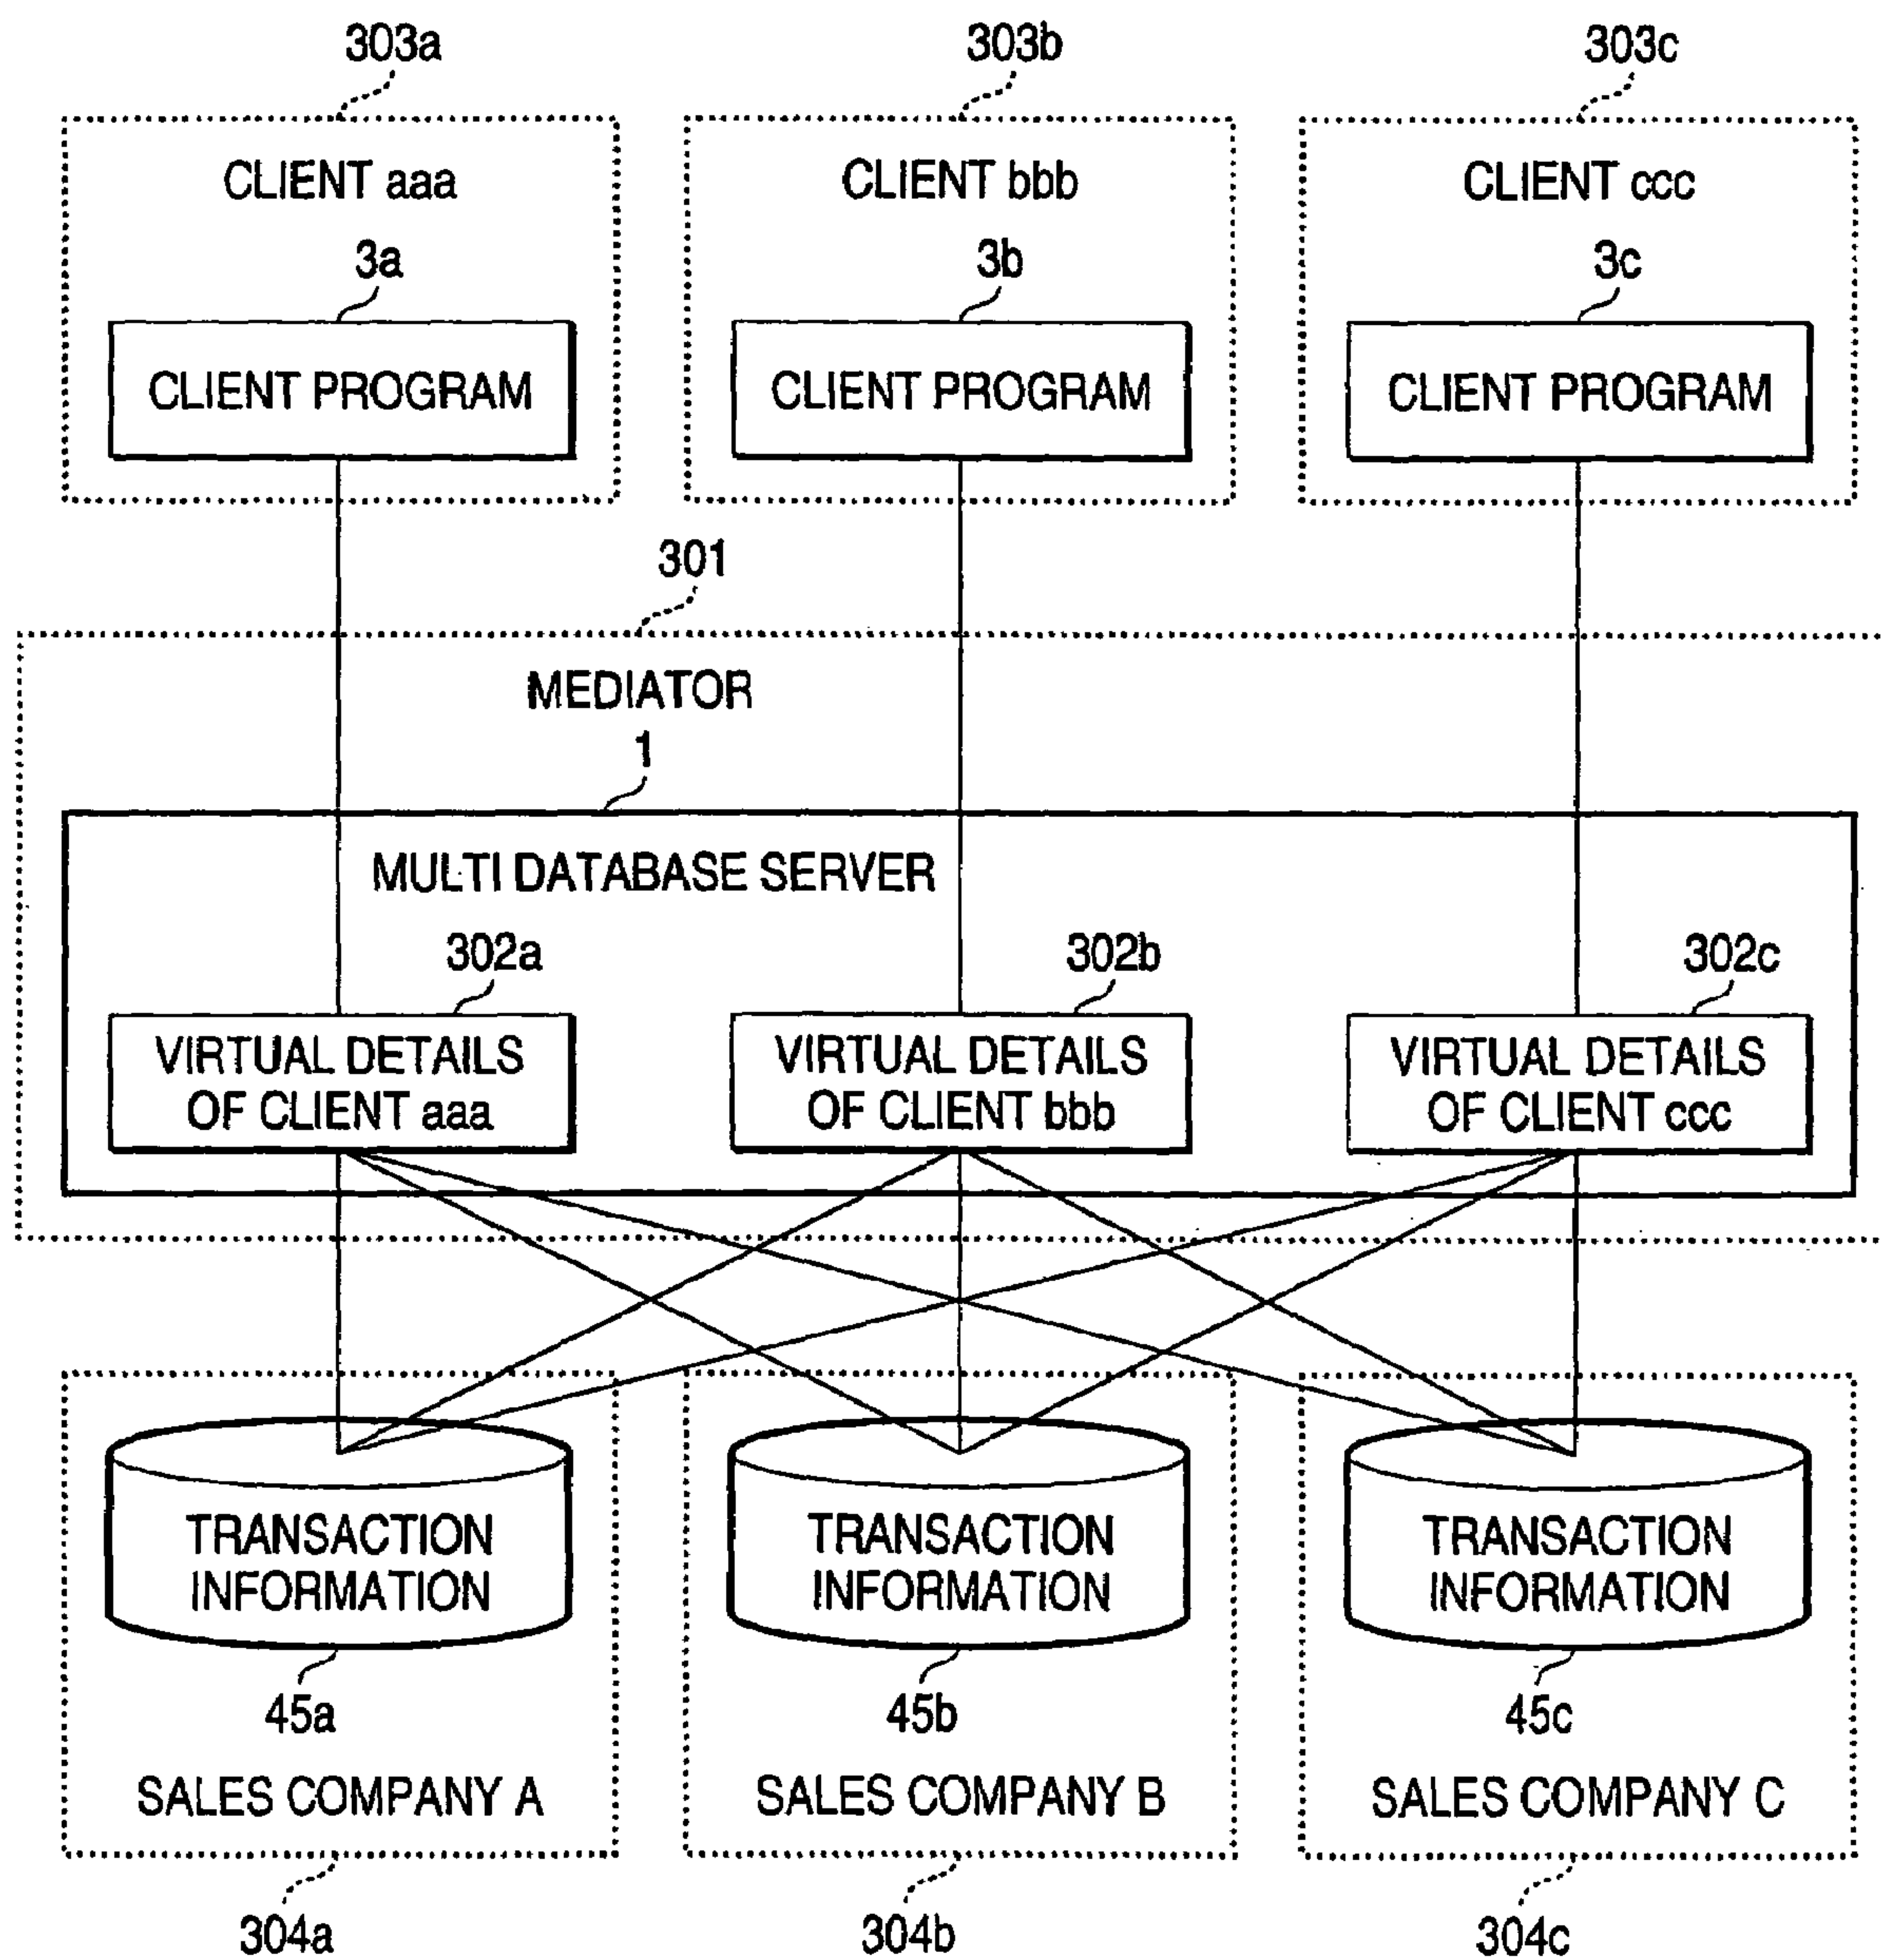 303a
303b
303c
CLIENT aaa
CLIENT bbb
CLIENT ccc
3a
3b
3c
CLIENT PROGRAM
CLIENT PROGRAM
CLIENT PROGRAM
301
MEDIATOR
1
MULTI DATABASE SERVER
302a
302b
302c
VIRTUAL DETAILS
OF CLIENT aaa
VIRTUAL DETAILS
OF CLIENT bbb
VIRTUAL DETAILS
OF CLIENT ccc
TRANSACTION
INFORMATION
TRANSACTION
INFORMATION
TRANSACTION
INFORMATION
45a
45b
45c
SALES COMPANY A
SALES COMPANY B
SALES COMPANY C
304a
304b
304c